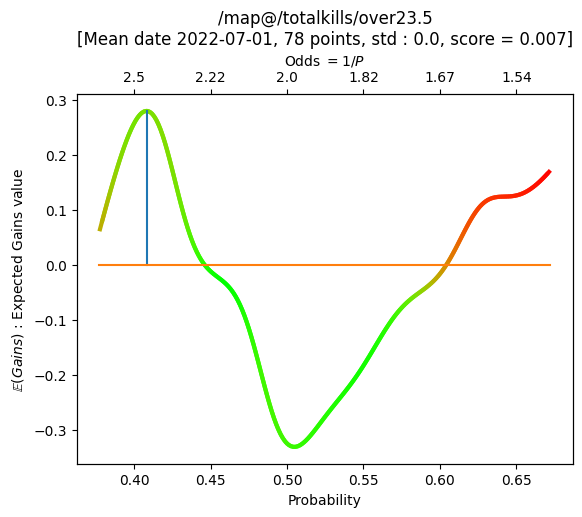 /map@/totalkills/over23.5
[Mean date 2022-07-01, 78 points, std : 0.0, score = 0.007]
Odds = 1/P
2.5 2.22 2.0 1.82 1.67 1.54
0.3
0.2
0.1
0.0
−0.1
−0.2
−0.3
𝔼(Gains) : Expected Gains value
0.40 0.45 0.50 0.55 0.60 0.65
Probability